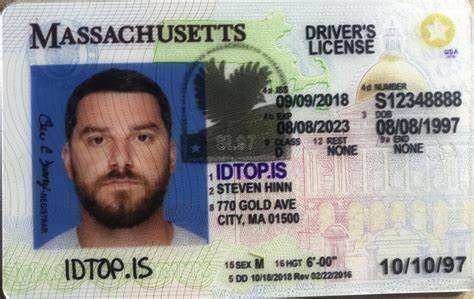 MASSACHUSETTS
DRIVER'S
LICENSE
USA
4a ISS
09/09/2018
4d NUMBER
S12348888
4b EXP
08/08/2023
3 DOB
08/08/1997
9 CLASS
D
12 REST
NONE
9a END
NONE
IDTOP.IS
2 STEVEN HINN
8 770 GOLD AVE
CITY, MA 01500
15 SEX M
16 HGT 6'-00"
10/10/97
5 DD 10/18/2018 Rev 02/22/2016
REGISTRAR
IDTOP.IS